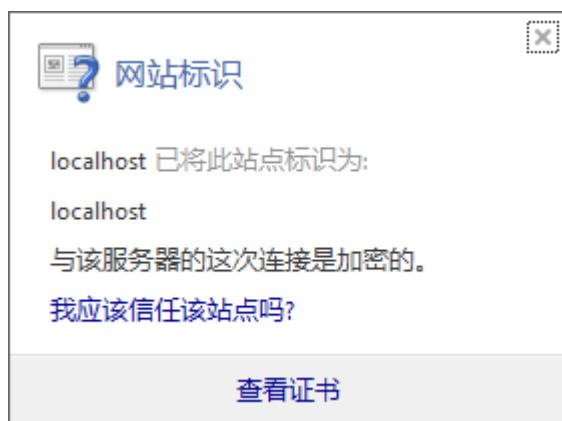 网站标识
localhost 已将此站点标识为:
localhost
与该服务器的这次连接是加密的。
我应该信任该站点吗?
查看证书